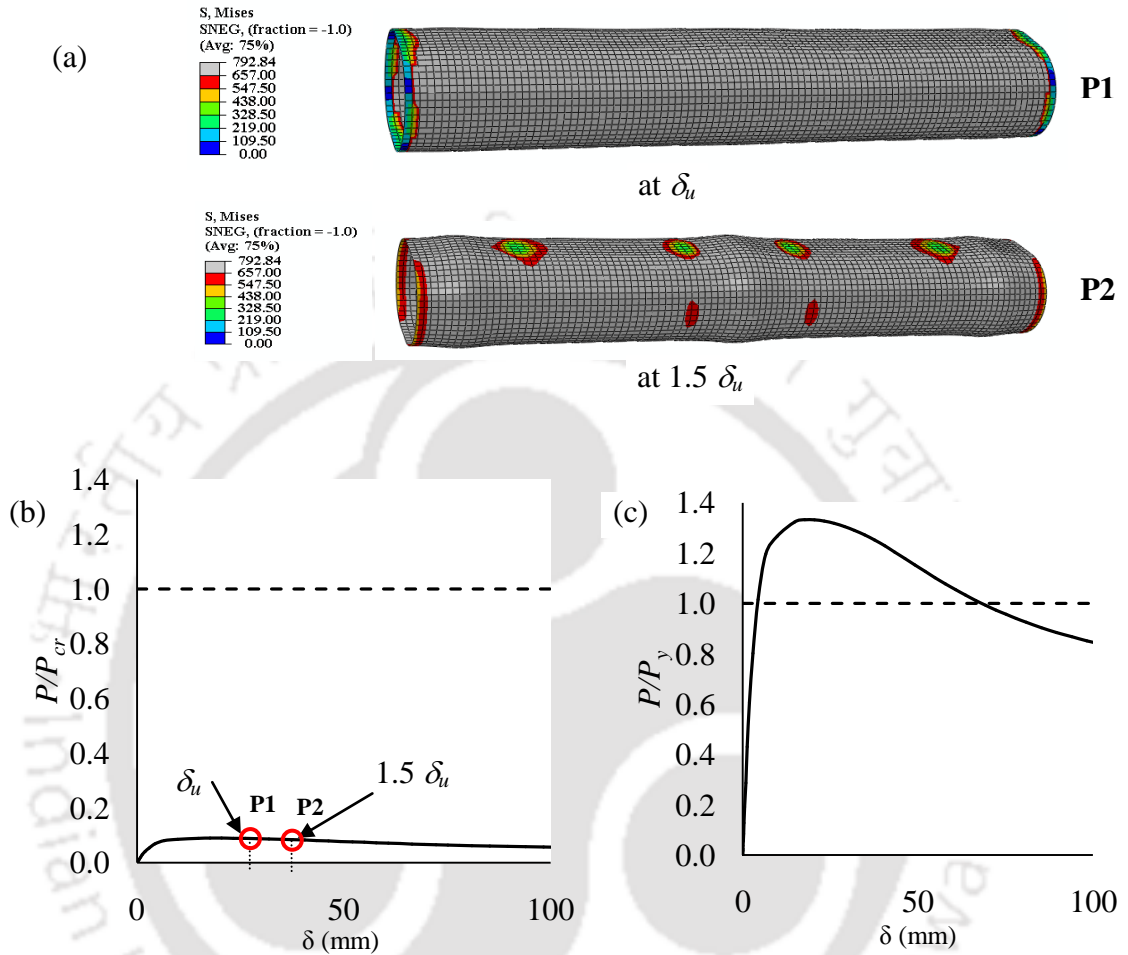 (a)
S, Mises
SNEG, (fraction = -1.0)
(Avg: 75%)
792.84
657.00
547.50
438.00
328.50
219.00
109.50
0.00
P1
at δu
S, Mises
SNEG, (fraction = -1.0)
(Avg: 75%)
792.84
657.00
547.50
438.00
328.50
219.00
109.50
0.00
P2
at 1.5 δu
(b)
P/Pcr
1.4
1.2
1.0
0.8
0.6
0.4
0.2
0.0
δu
P1
P2
1.5 δu
0
50
100
δ (mm)
(c)
P/Py
1.4
1.2
1.0
0.8
0.6
0.4
0.2
0.0
0
50
100
δ (mm)